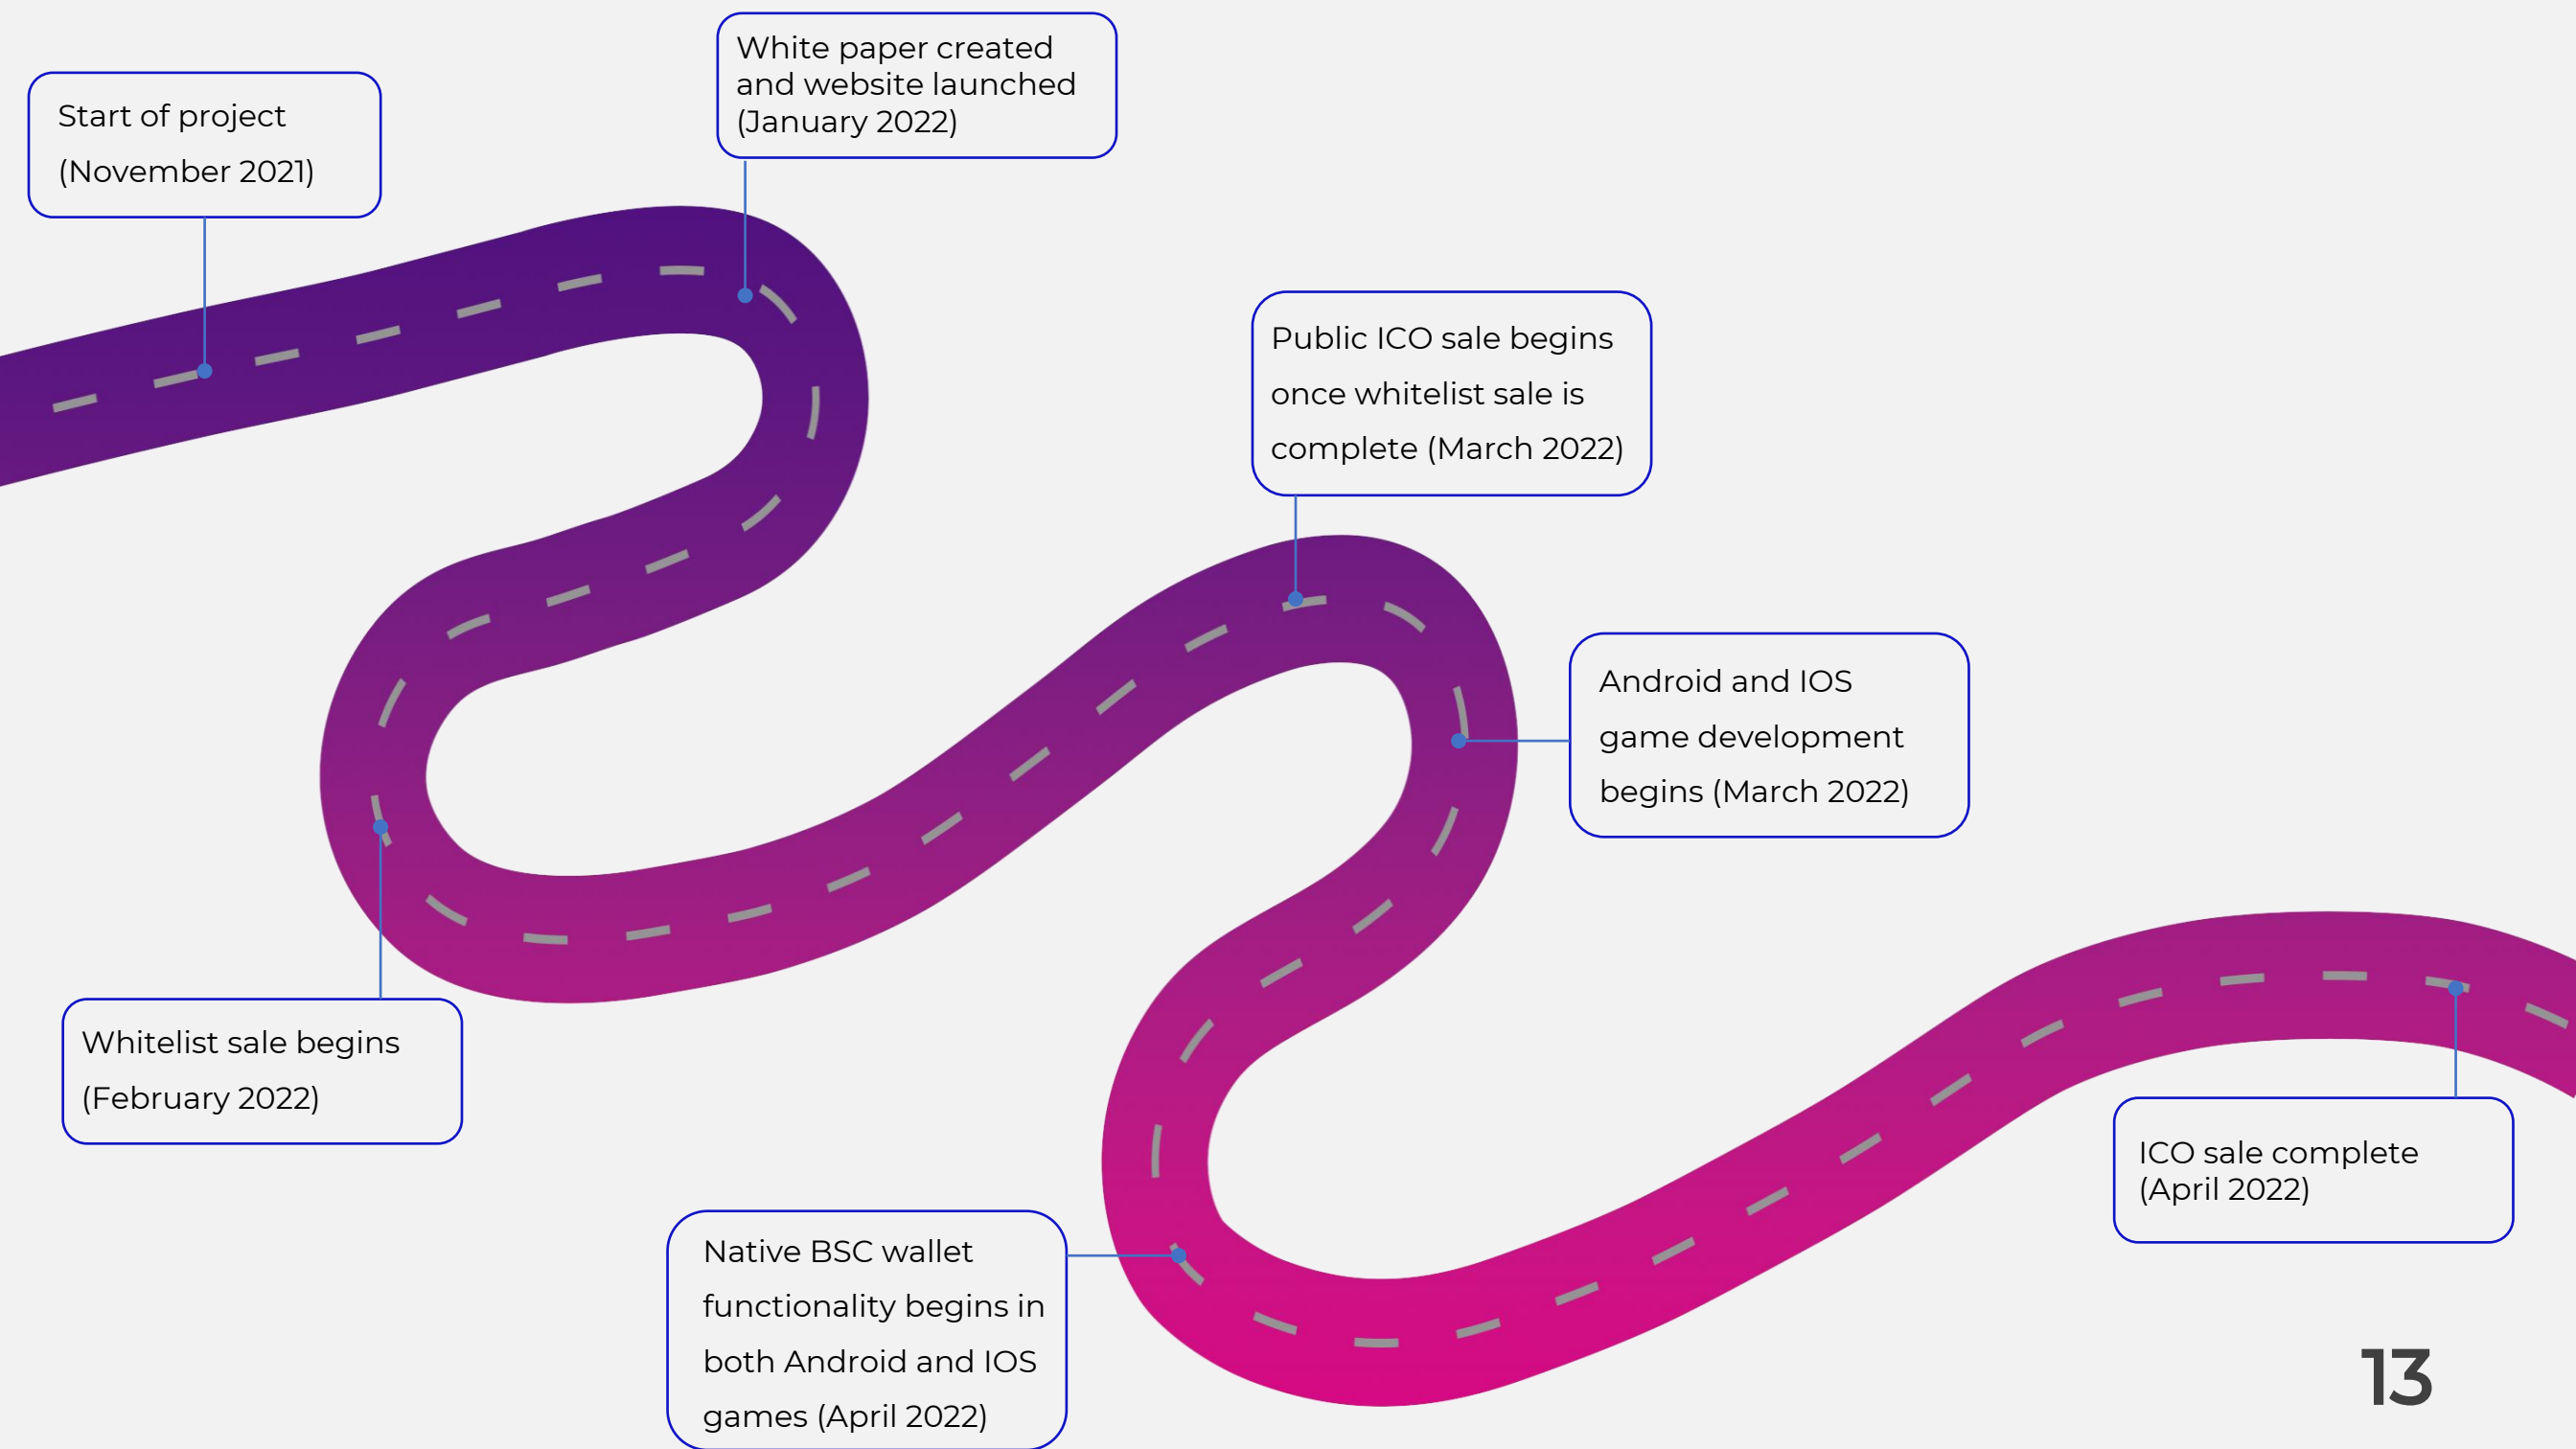 Start of project
(November 2021)
White paper created
and website launched
(January 2022)
Whitelist sale begins
(February 2022)
Public ICO sale begins
once whitelist sale is
complete (March 2022)
Android and IOS
game development
begins (March 2022)
Native BSC wallet
functionality begins in
both Android and IOS
games (April 2022)
ICO sale complete
(April 2022)
13